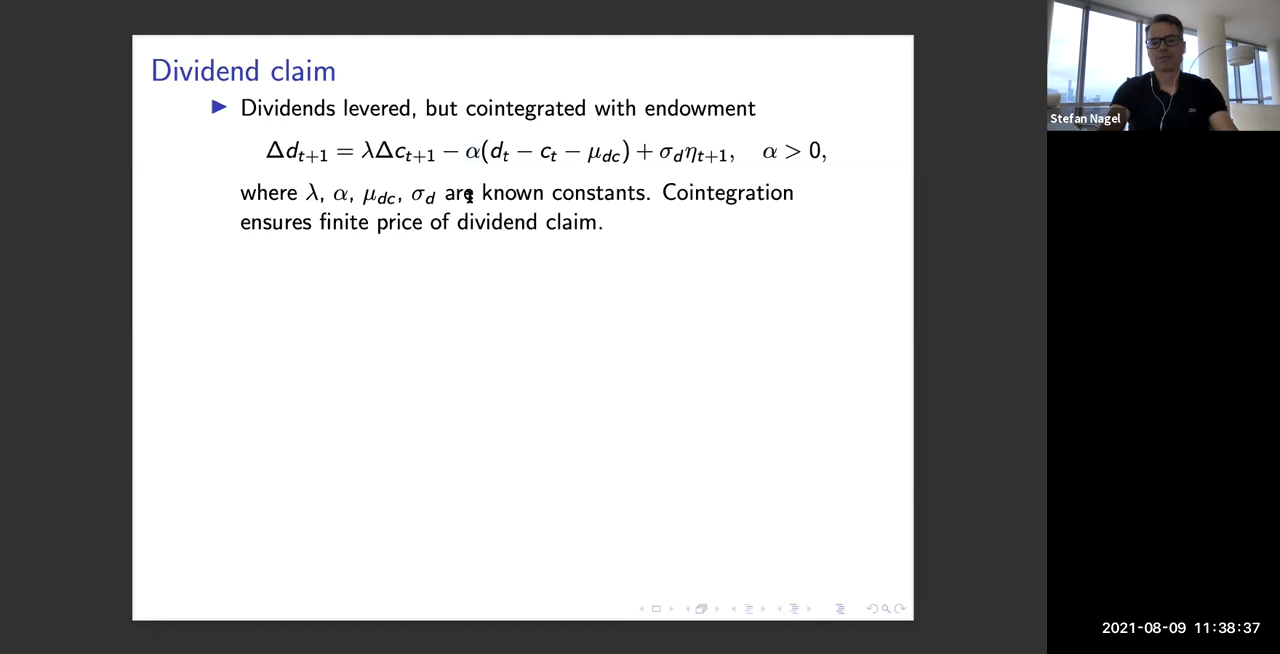 Dividend claim
▶ Dividends levered, but cointegrated with endowment
Δd_{t+1} = λΔc_{t+1} − α(d_t − c_t − μ_{dc}) + σ_dη_{t+1}, α > 0,
where λ, α, μ_{dc}, σ_d are known constants. Cointegration
ensures finite price of dividend claim.
Stefan Nagel
2021-08-09 11:38:37